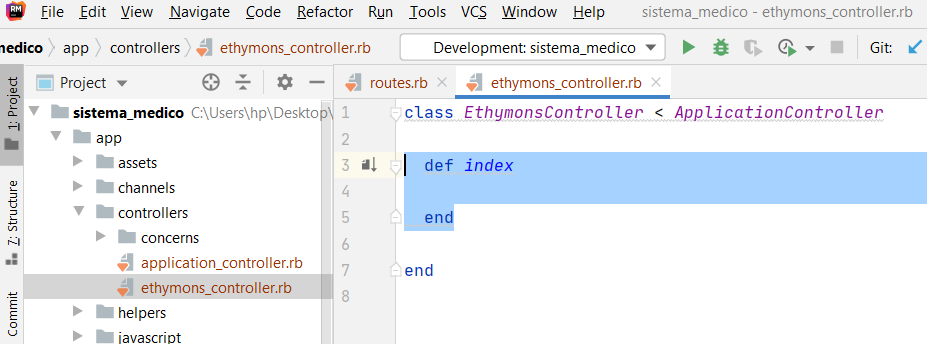 RM File Edit View Navigate Code Refactor Run Tools VCS Window Help sistema_medico - ethymons_controller.rb
medico app controllers ethymons_controller.rb Development: sistema_medico Git:
1: Project
7: Structure
Commit
Project
sistema_medico C:\Users\hp\Desktop\
app
assets
channels
controllers
concerns
application_controller.rb
ethymons_controller.rb
helpers
javascript
routes.rb ethymons_controller.rb
1 class EthymonsController < ApplicationController
2
3 def index
4
5 end
6
7 end
8